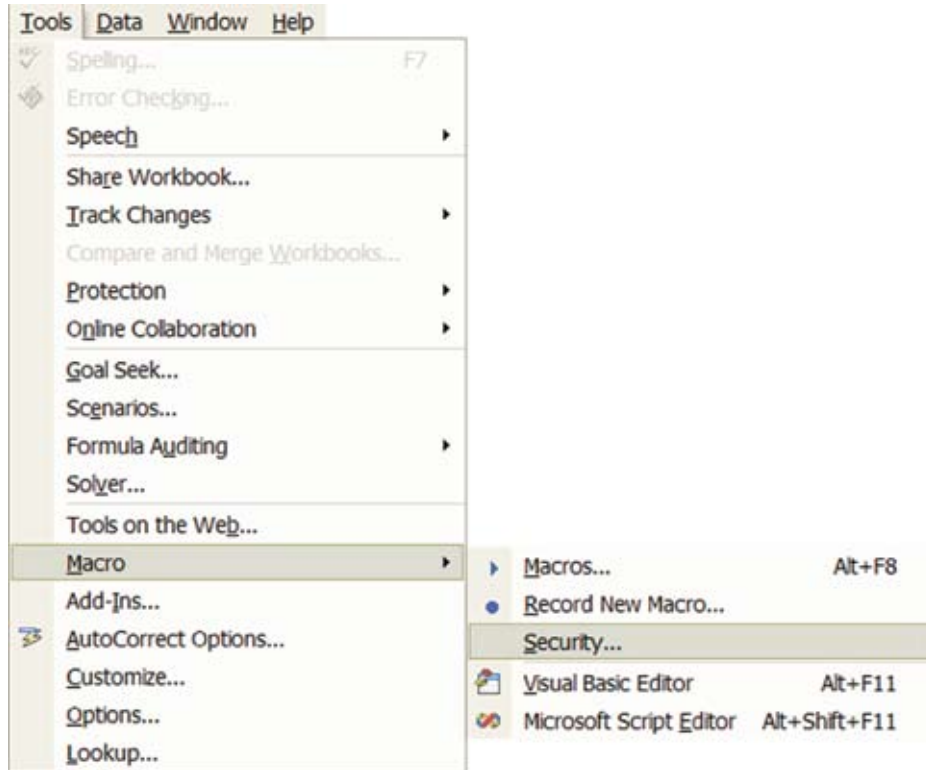 Tools Data Window Help
Spelling... F7
Error Checking...
Speech
Share Workbook...
Track Changes
Compare and Merge Workbooks...
Protection
Online Collaboration
Goal Seek...
Scenarios...
Formula Auditing
Solver...
Tools on the Web...
Macro
Add-Ins...
AutoCorrect Options...
Customize...
Options...
Lookup...
Macros... Alt+F8
Record New Macro...
Security...
Visual Basic Editor Alt+F11
Microsoft Script Editor Alt+Shift+F11